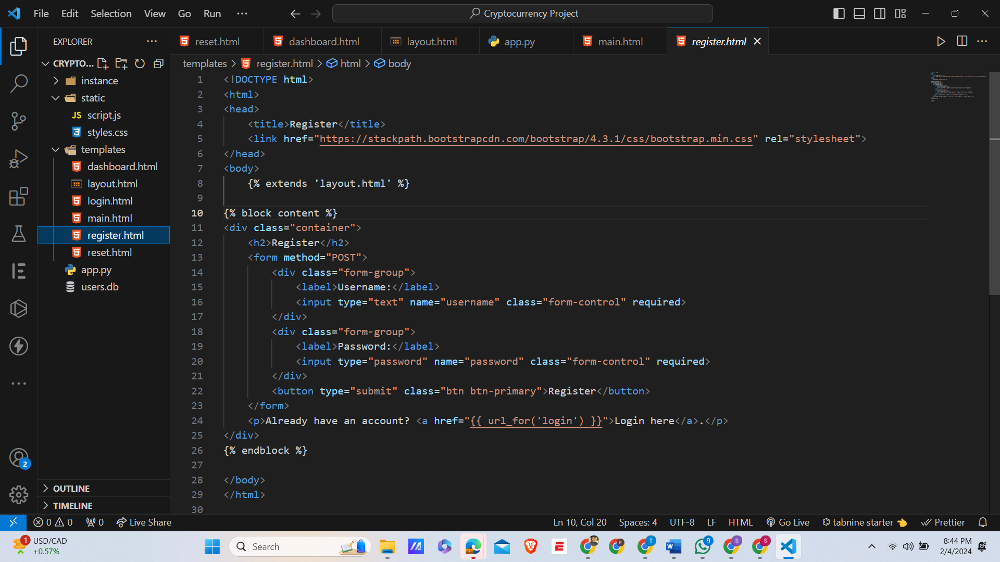 File Edit Selection View Go Run ···
Cryptocurrency Project
EXPLORER ···
reset.html dashboard.html layout.html app.py main.html register.html
CRYPTO...
templates > register.html > html > body
instance
static
JS script.js
styles.css
templates
dashboard.html
layout.html
login.html
main.html
register.html
reset.html
app.py
users.db
OUTLINE
TIMELINE
2
1 <!DOCTYPE html>
2 <html>
3 <head>
4 <title>Register</title>
5 <link href="https://stackpath.bootstrapcdn.com/bootstrap/4.3.1/css/bootstrap.min.css" rel="stylesheet">
6 </head>
7 <body>
8 {% extends 'layout.html' %}
9
10 {% block content %}
11 <div class="container">
12 <h2>Register</h2>
13 <form method="POST">
14 <div class="form-group">
15 <label>Username:</label>
16 <input type="text" name="username" class="form-control" required>
17 </div>
18 <div class="form-group">
19 <label>Password:</label>
20 <input type="password" name="password" class="form-control" required>
21 </div>
22 <button type="submit" class="btn btn-primary">Register</button>
23 </form>
24 <p>Already have an account? <a href="{{ url_for('login') }}">Login here</a>.</p>
25 </div>
26 {% endblock %}
27
28 </body>
29 </html>
30
0 0 0 Live Share Ln 10, Col 20 Spaces: 4 UTF-8 LF HTML Go Live tabnine starter Prettier
1 USD/CAD
+0.57%
Search
F T W 9 S S
8:44 PM
2/4/2024